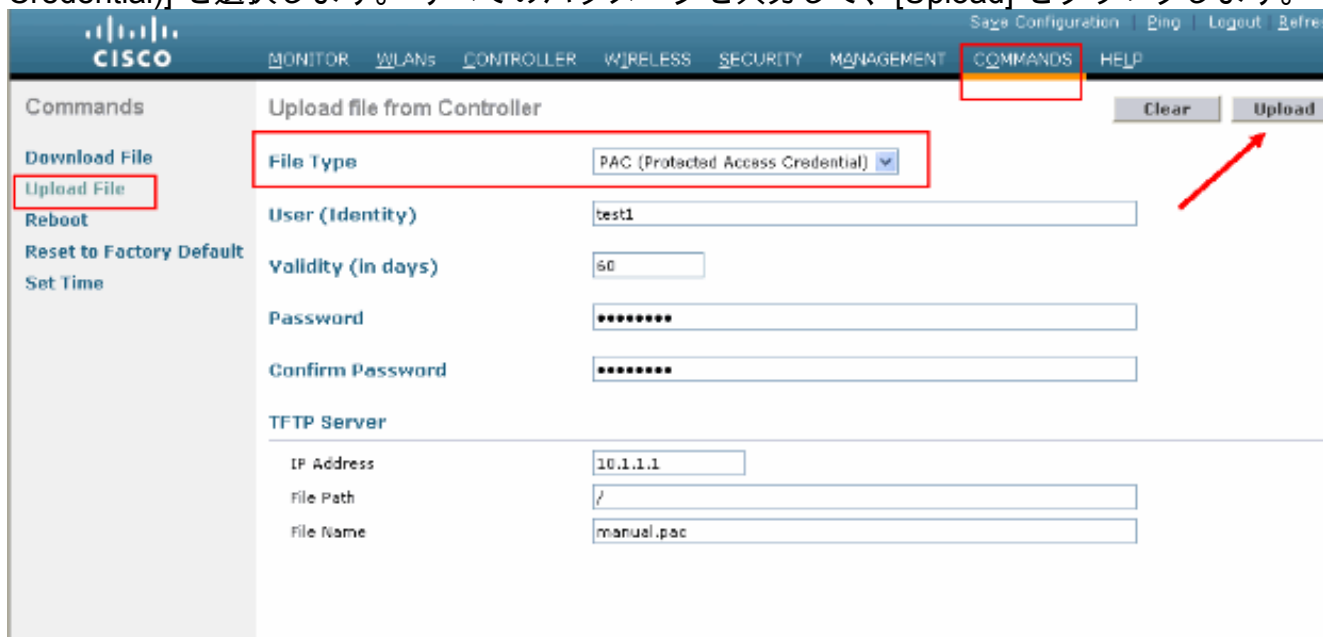 Credential)] を選択します。 すべてのパラメータを入力して、[Upload] をクリックします。
Save Configuration | Ping | Logout | Refres
CISCO
MONITOR WLANs CONTROLLER WIRELESS SECURITY MANAGEMENT COMMANDS HELP
Commands
Download File
Upload File
Reboot
Reset to Factory Default
Set Time
Upload file from Controller
Clear Upload
File Type PAC (Protected Access Credential)
User (Identity) test1
Validity (in days) 60
Password ••••••••
Confirm Password ••••••••
TFTP Server
IP Address 10.1.1.1
File Path /
File Name manual.pac